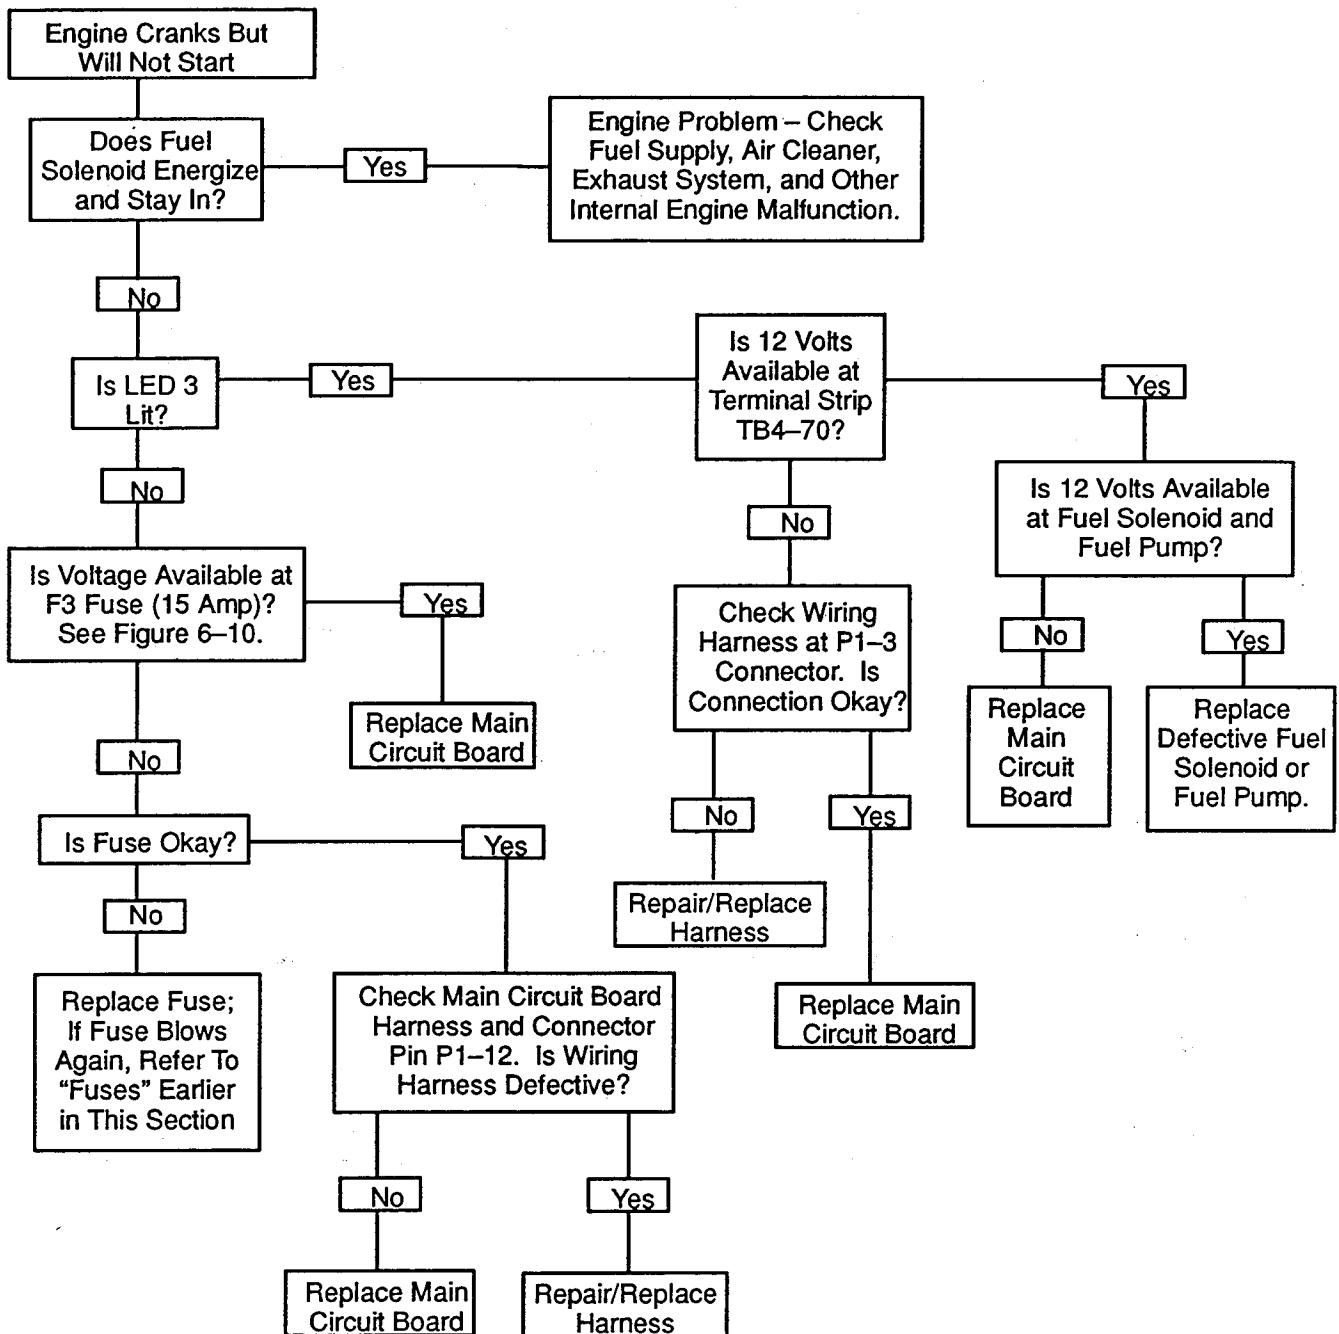 Engine Cranks But
Will Not Start
Does Fuel
Solenoid Energize
and Stay In?
Yes
Engine Problem – Check
Fuel Supply, Air Cleaner,
Exhaust System, and Other
Internal Engine Malfunction.
No
Is LED 3
Lit?
Yes
Is 12 Volts
Available at
Terminal Strip
TB4–70?
Yes
No
Is Voltage Available at
F3 Fuse (15 Amp)?
See Figure 6–10.
Yes
Replace Main
Circuit Board
No
Check Wiring
Harness at P1–3
Connector. Is
Connection Okay?
Is 12 Volts Available
at Fuel Solenoid and
Fuel Pump?
No
Replace
Main
Circuit
Board
Yes
Replace
Defective Fuel
Solenoid or
Fuel Pump.
No
Repair/Replace
Harness
Yes
Replace Main
Circuit Board
No
Is Fuse Okay?
Yes
No
Replace Fuse;
If Fuse Blows
Again, Refer To
“Fuses” Earlier
in This Section
Check Main Circuit Board
Harness and Connector
Pin P1–12. Is Wiring
Harness Defective?
No
Replace Main
Circuit Board
Yes
Repair/Replace
Harness